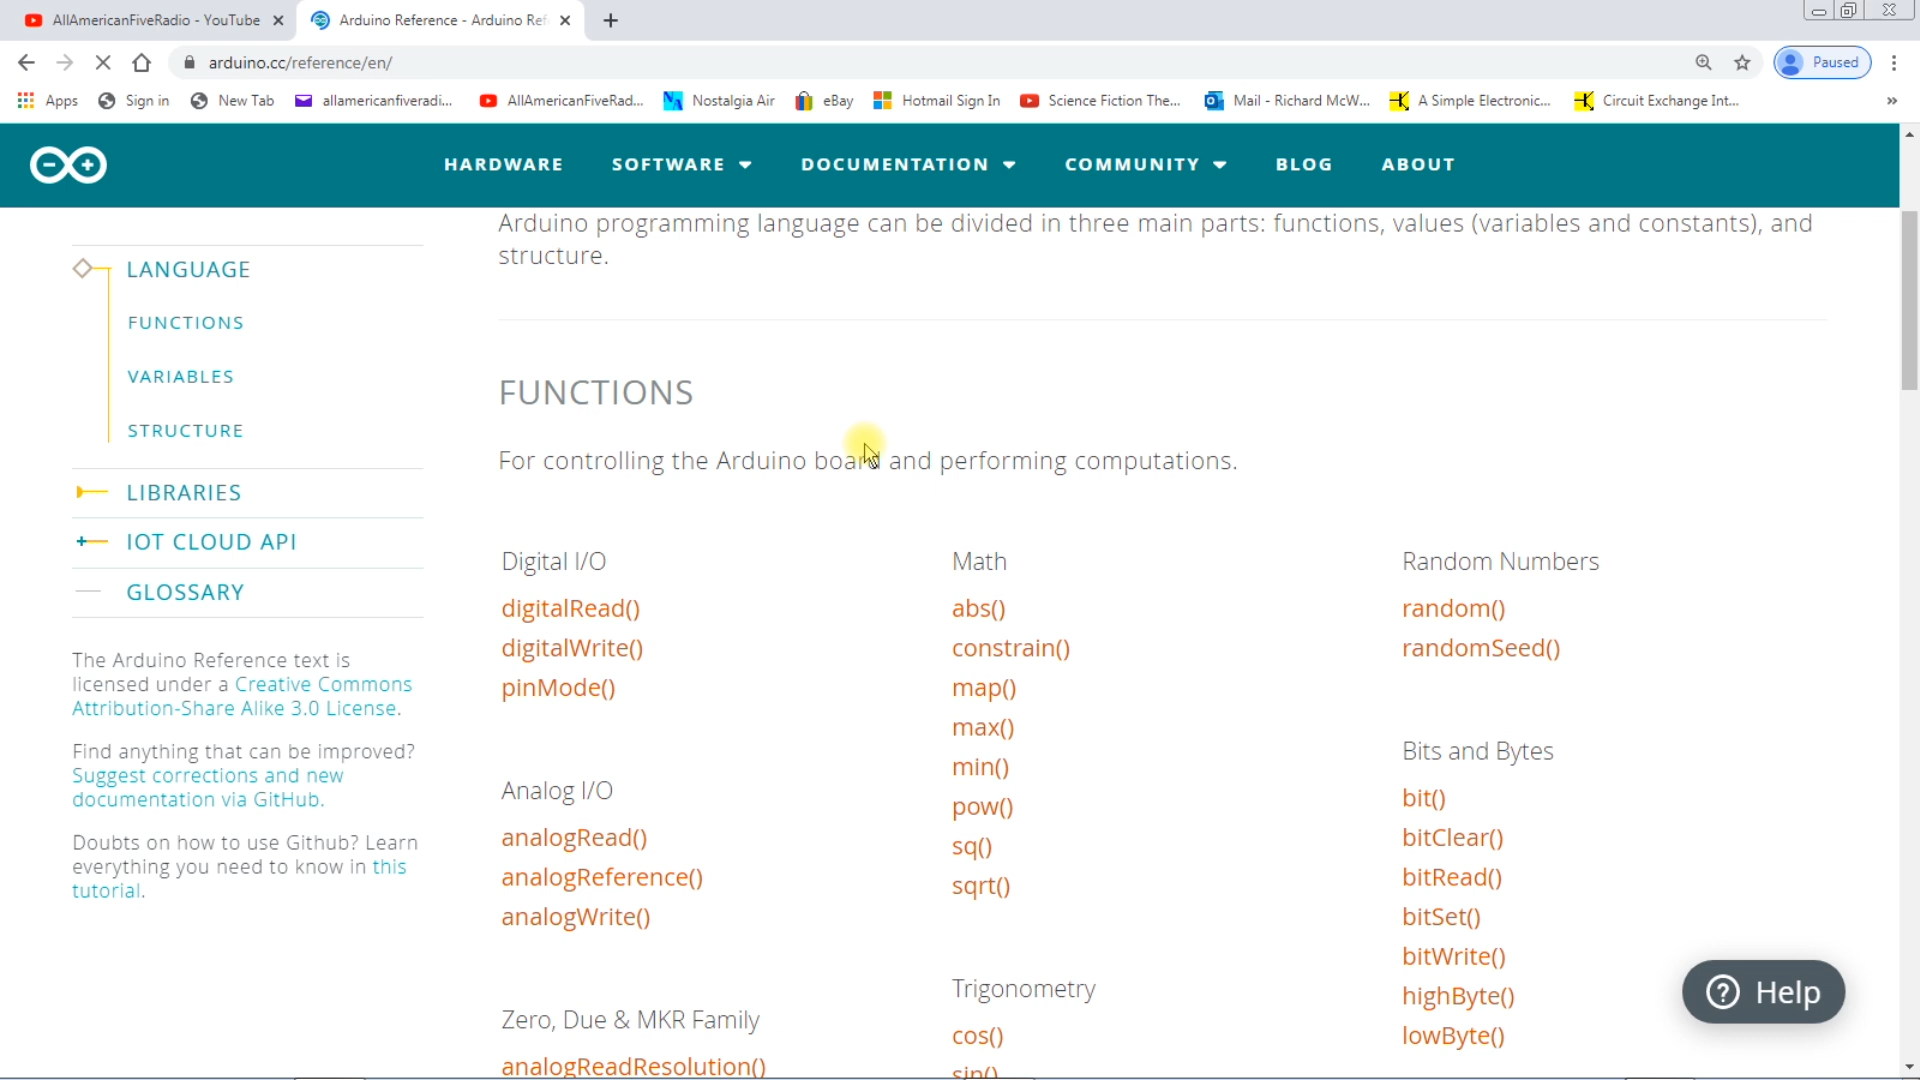 AllAmericanFiveRadio - YouTube
Arduino Reference - Arduino Ref
arduino.cc/reference/en/
Paused
Apps
Sign in
New Tab
allamericanfiveradi...
AllAmericanFiveRad...
Nostalgia Air
eBay
Hotmail Sign In
Science Fiction The...
Mail - Richard McW...
A Simple Electronic...
Circuit Exchange Int...
»
HARDWARE
SOFTWARE
DOCUMENTATION
COMMUNITY
BLOG
ABOUT
LANGUAGE
FUNCTIONS
VARIABLES
STRUCTURE
LIBRARIES
IOT CLOUD API
GLOSSARY
The Arduino Reference text is
licensed under a Creative Commons
Attribution-Share Alike 3.0 License.
Find anything that can be improved?
Suggest corrections and new
documentation via GitHub.
Doubts on how to use Github? Learn
everything you need to know in this
tutorial.
Arduino programming language can be divided in three main parts: functions, values (variables and constants), and
structure.
FUNCTIONS
For controlling the Arduino board and performing computations.
Digital I/O
digitalRead()
digitalWrite()
pinMode()
Analog I/O
analogRead()
analogReference()
analogWrite()
Zero, Due & MKR Family
analogReadResolution()
Math
abs()
constrain()
map()
max()
min()
pow()
sq()
sqrt()
Trigonometry
cos()
sin()
Random Numbers
random()
randomSeed()
Bits and Bytes
bit()
bitClear()
bitRead()
bitSet()
bitWrite()
highByte()
lowByte()
Help